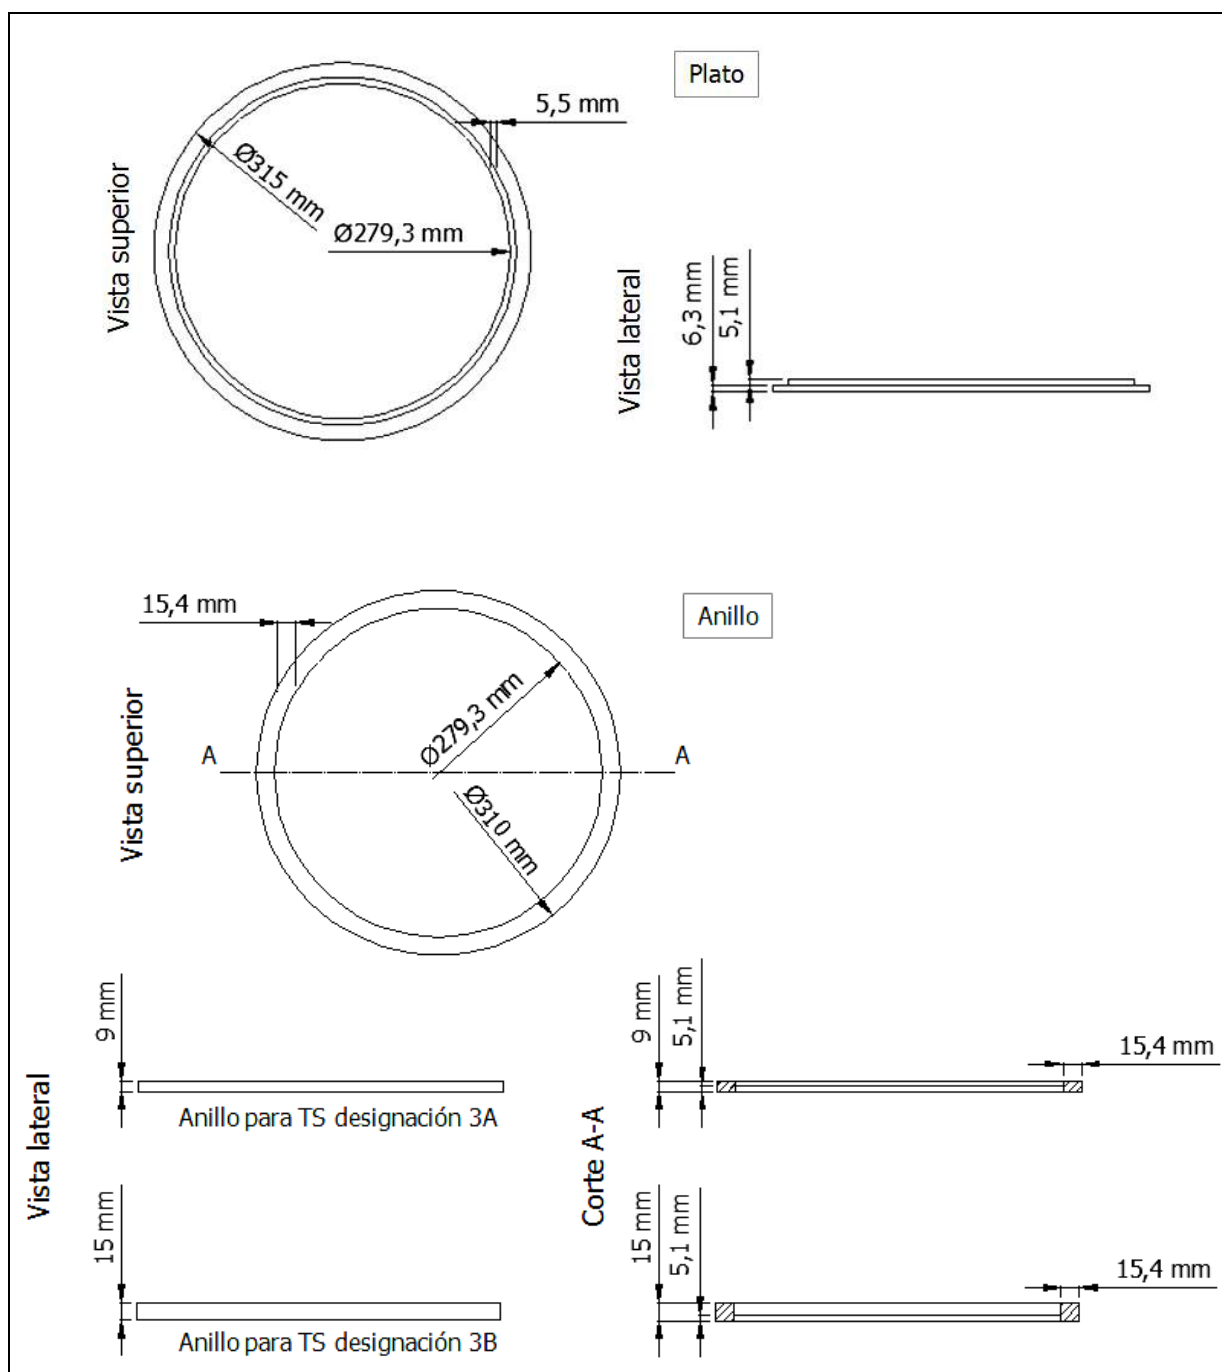 Plato
5,5 mm
Ø315 mm
Ø279,3 mm
Vista superior
6,3 mm
5,1 mm
Vista lateral
Anillo
15,4 mm
Ø279,3 mm
A
A
Ø310 mm
Vista superior
9 mm
Anillo para TS designación 3A
9 mm
5,1 mm
15,4 mm
Vista lateral
Corte A-A
15 mm
Anillo para TS designación 3B
15 mm
5,1 mm
15,4 mm